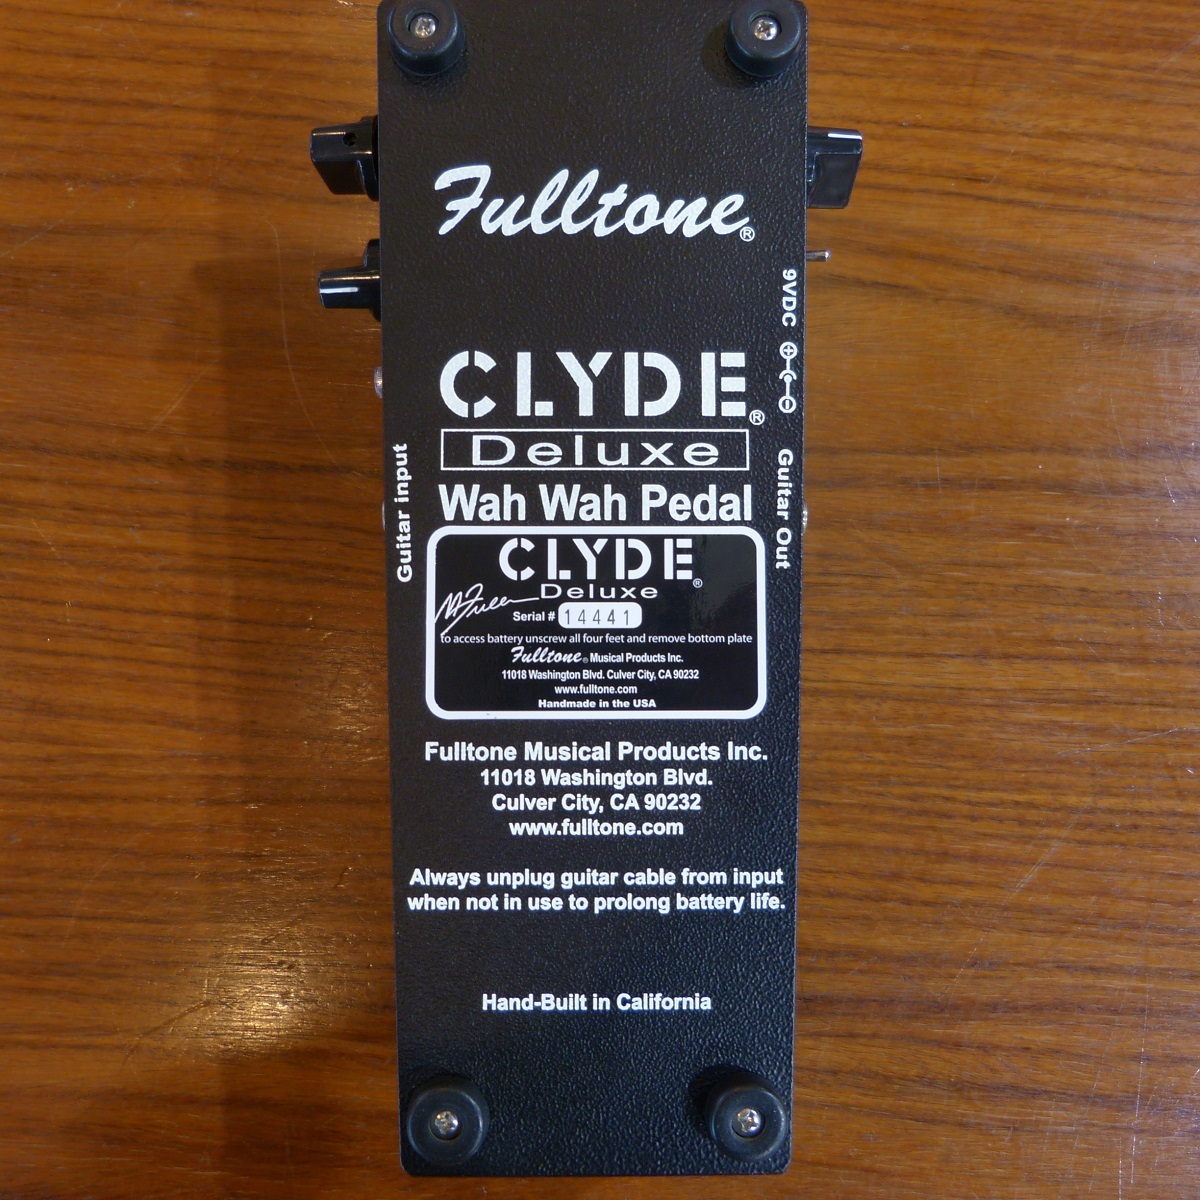 Fulltone®
9VDC
CLYDE®
Deluxe
Wah Wah Pedal
Guitar input
Guitar Out
CLYDE®
Deluxe
M Fuller
Serial # 14441
to access battery unscrew all four feet and remove bottom plate
Fulltone® Musical Products Inc.
11018 Washington Blvd. Culver City, CA 90232
www.fulltone.com
Handmade in the USA
Fulltone Musical Products Inc.
11018 Washington Blvd.
Culver City, CA 90232
www.fulltone.com
Always unplug guitar cable from input
when not in use to prolong battery life.
Hand-Built in California